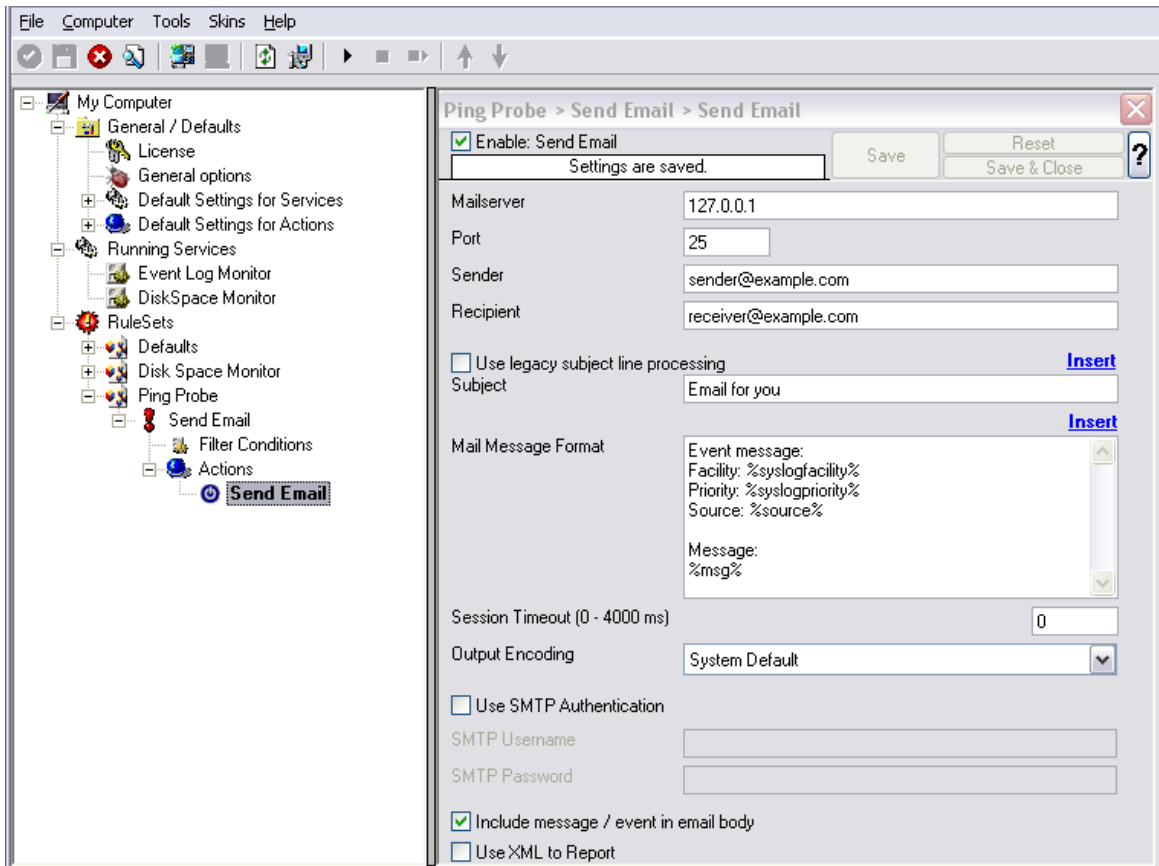 File Computer Tools Skins Help
My Computer
General / Defaults
License
General options
Default Settings for Services
Default Settings for Actions
Running Services
Event Log Monitor
DiskSpace Monitor
RuleSets
Defaults
Disk Space Monitor
Ping Probe
Send Email
Filter Conditions
Actions
Send Email
Ping Probe > Send Email > Send Email
Enable: Send Email
Settings are saved.
Save
Reset
Save & Close
?
Mailserver
127.0.0.1
Port
25
Sender
sender@example.com
Recipient
receiver@example.com
Use legacy subject line processing
Insert
Subject
Email for you
Insert
Mail Message Format
Event message:
Facility: %syslogfacility%
Priority: %syslogpriority%
Source: %source%
Message:
%msg%
Session Timeout (0 - 4000 ms)
0
Output Encoding
System Default
Use SMTP Authentication
SMTP Username
SMTP Password
Include message / event in email body
Use XML to Report